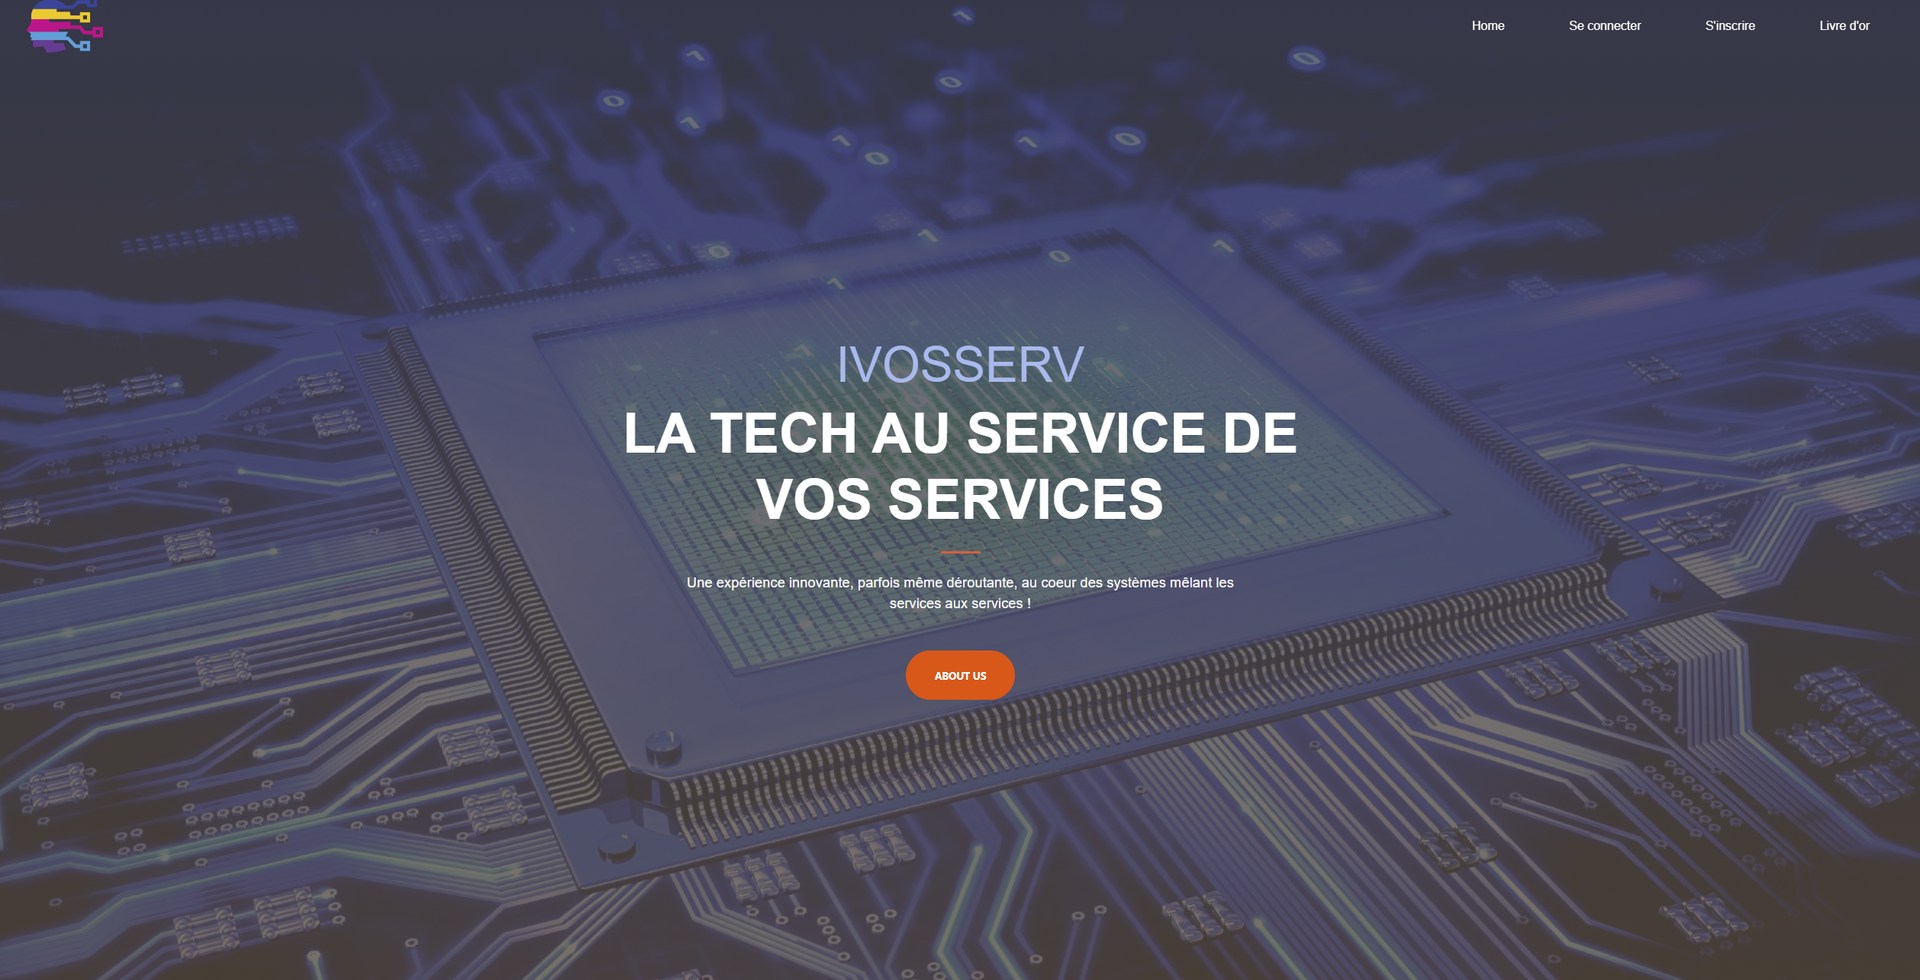 Home
Se connecter
S'inscrire
Livre d'or
IVOSSERV
LA TECH AU SERVICE DE
VOS SERVICES
Une expérience innovante, parfois même déroutante, au coeur des systèmes mêlant les
services aux services !
ABOUT US